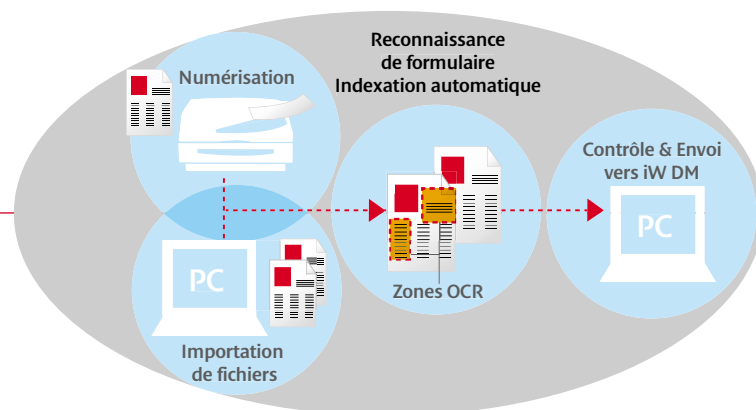 Reconnaissance
de formulaire
Indexation automatique
Numérisation
Contrôle & Envoi
vers iW DM
PC
PC
Zones OCR
Importation
de fichiers